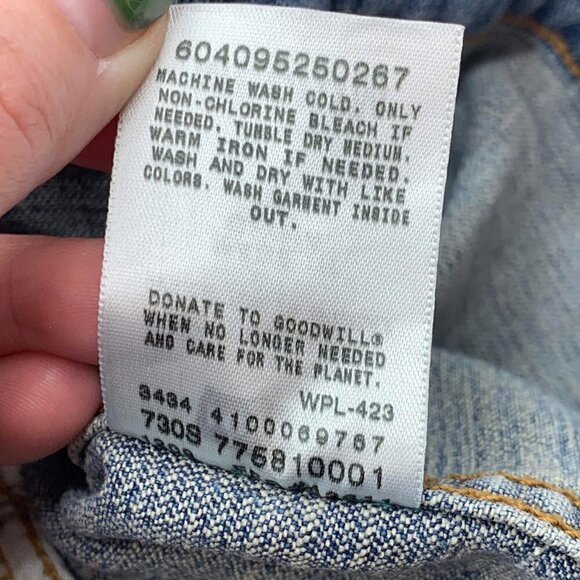 604095250267
MACHINE WASH COLD. ONLY
NON-CHLORINE BLEACH IF
NEEDED. TUMBLE DRY MEDIUM.
WARM IRON IF NEEDED.
WASH AND DRY WITH LIKE
COLORS. WASH GARMENT INSIDE
OUT.
DONATE TO GOODWILL®
WHEN NO LONGER NEEDED
AND CARE FOR THE PLANET.
WPL-423
3434 4100069767
730S 775810001